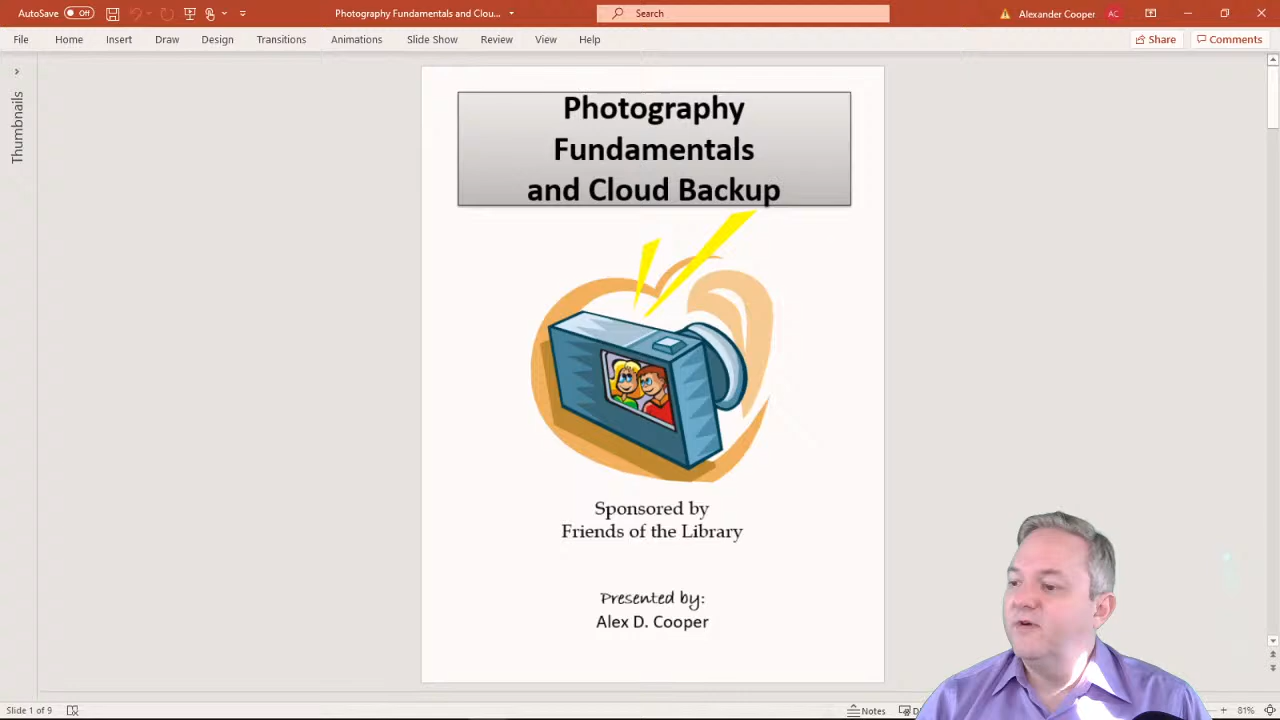 AutoSave Off
Photography Fundamentals and Clou...
Search
Alexander Cooper AC
File Home Insert Draw Design Transitions Animations Slide Show Review View Help
Share Comments
Thumbnails
Photography
Fundamentals
and Cloud Backup
Sponsored by
Friends of the Library
Presented by:
Alex D. Cooper
Slide 1 of 9
Notes
81%